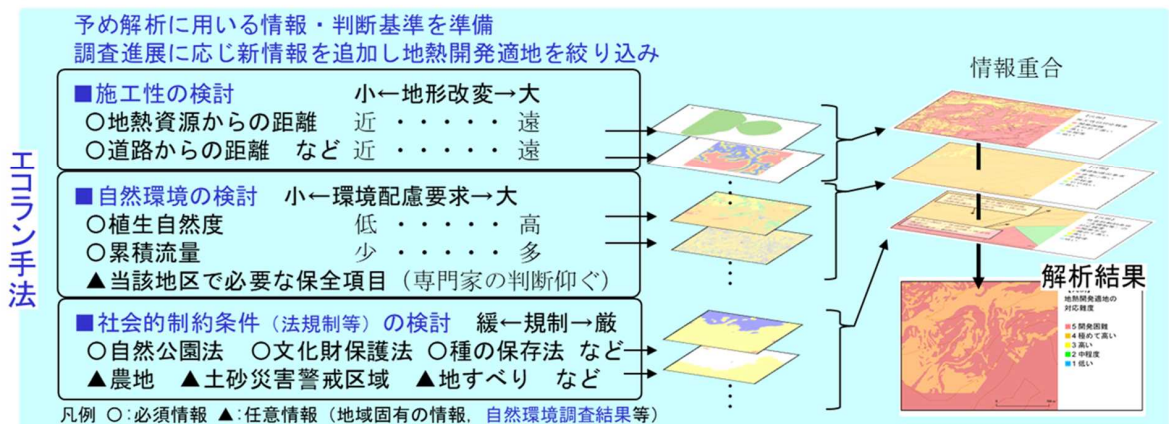 予め解析に用いる情報・判断基準を準備
調査進展に応じ新情報を追加し地熱開発適地を絞り込み
エコラン手法
■施工性の検討 小←地形改変→大
○地熱資源からの距離 近 ・・・・・ 遠
○道路からの距離 など 近 ・・・・・ 遠
■自然環境の検討 小←環境配慮要求→大
○植生自然度 低 ・・・・・ 高
○累積流量 少 ・・・・・ 多
▲当該地区で必要な保全項目(専門家の判断仰ぐ)
■社会的制約条件(法規制等)の検討 緩←規制→厳
○自然公園法 ○文化財保護法 ○種の保存法 など
▲農地 ▲土砂災害警戒区域 ▲地すべり など
凡例 ○:必須情報 ▲:任意情報(地域固有の情報, 自然環境調査結果等)
情報重合
解析結果
地熱開発適地の
対応難度
5 開発困難
4 極めて高い
3 高い
2 中程度
1 低い